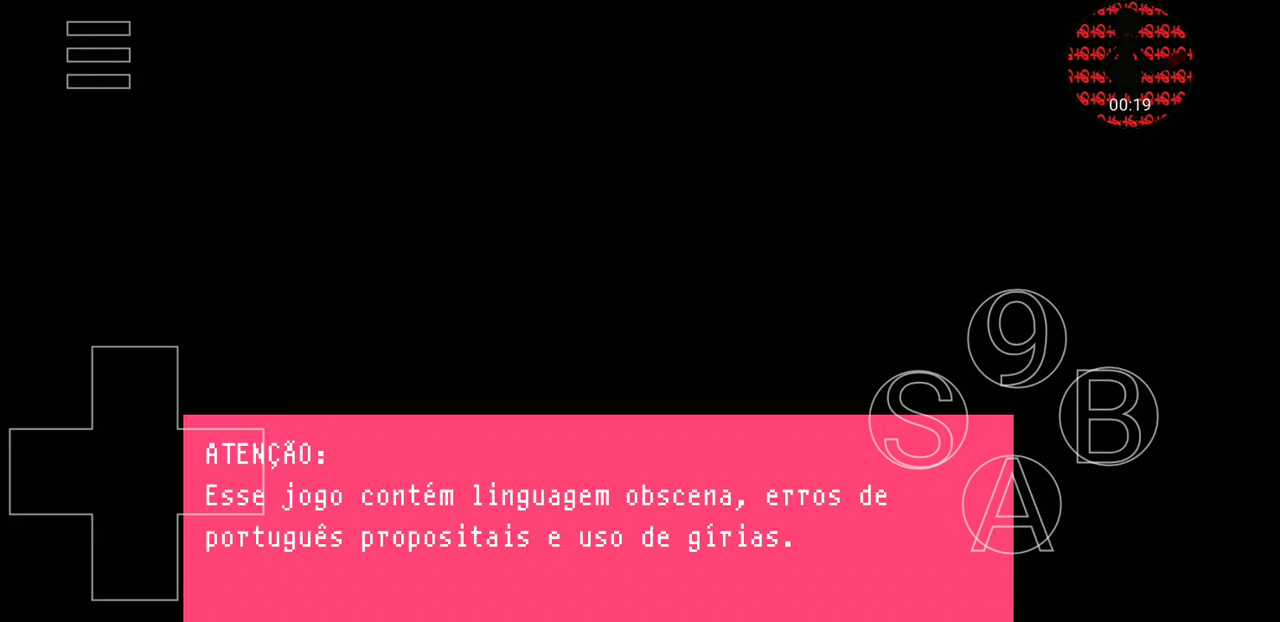 00:19
9
S
B
A
ATENÇÃO:
Esse jogo contém linguagem obscena, erros de
português propositais e uso de gírias.